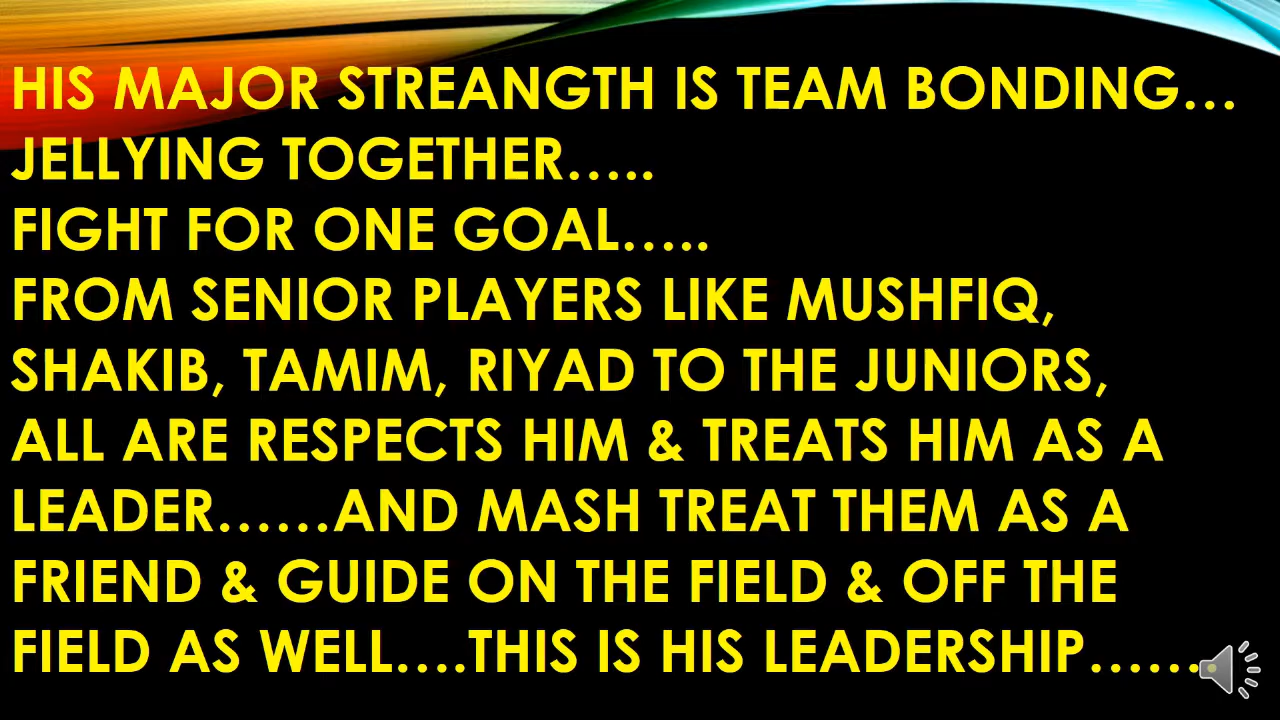 HIS MAJOR STREANGTH IS TEAM BONDING…
JELLYING TOGETHER…..
FIGHT FOR ONE GOAL…..
FROM SENIOR PLAYERS LIKE MUSHFIQ,
SHAKIB, TAMIM, RIYAD TO THE JUNIORS,
ALL ARE RESPECTS HIM & TREATS HIM AS A
LEADER……AND MASH TREAT THEM AS A
FRIEND & GUIDE ON THE FIELD & OFF THE
FIELD AS WELL….THIS IS HIS LEADERSHIP…….